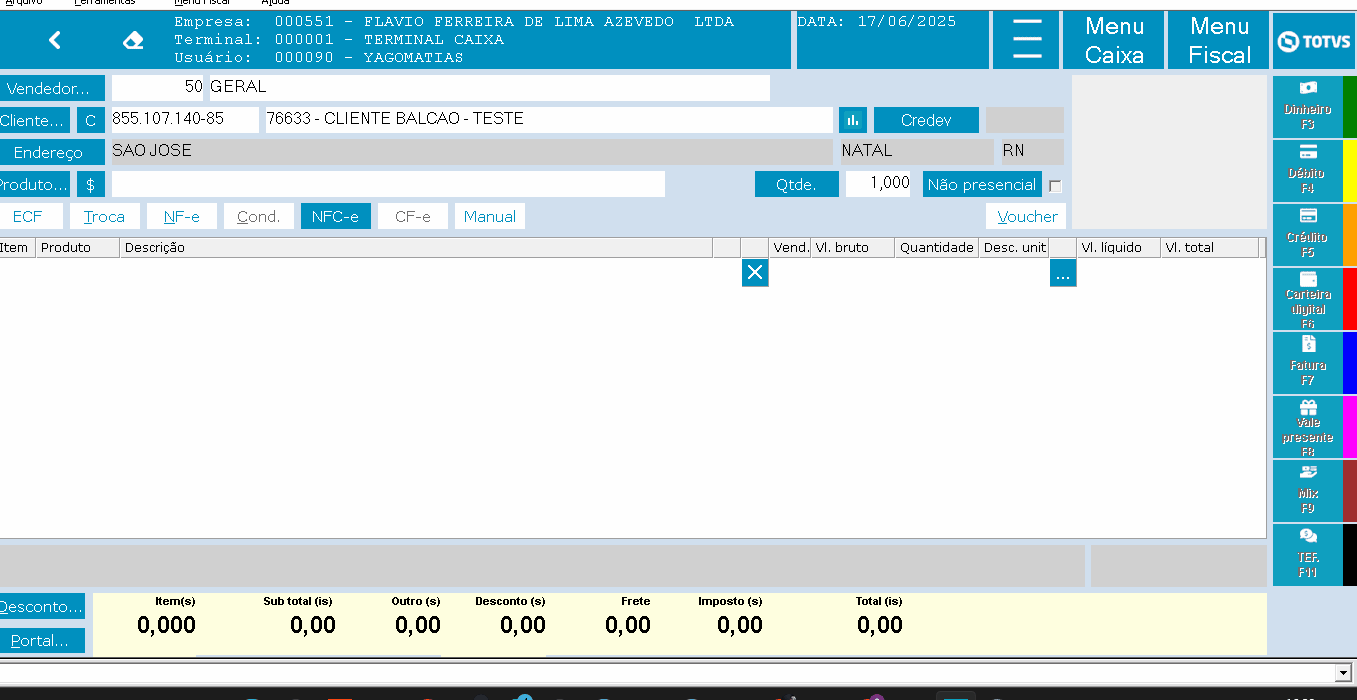 Arquivo Ferramentas Menu Fiscal Ajuda
Empresa: 000551 - FLAVIO FERREIRA DE LIMA AZEVEDO LTDA
Terminal: 000001 - TERMINAL CAIXA
Usuário: 000090 - YAGOMATIAS
DATA: 17/06/2025
Menu Caixa
Menu Fiscal
TOTVS
Vendedor... 50 GERAL
Cliente... C 855.107.140-85 76633 - CLIENTE BALCAO - TESTE Credev
Endereço SAO JOSE NATAL RN
Produto... $ Qtde. 1,000 Não presencial
ECF Troca NF-e Cond. NFC-e CF-e Manual Voucher
Item Produto Descrição Vend. Vl. bruto Quantidade Desc. unit Vl. líquido Vl. total
...
Dinheiro
F3
Débito
F4
Crédito
F5
Carteira
digital
F6
Fatura
F7
Vale
presente
F8
Mix
F9
TEF.
F11
Desconto...
Portal...
Item(s) Sub total (is) Outro (s) Desconto (s) Frete Imposto (s) Total (is)
0,000 0,00 0,00 0,00 0,00 0,00 0,00